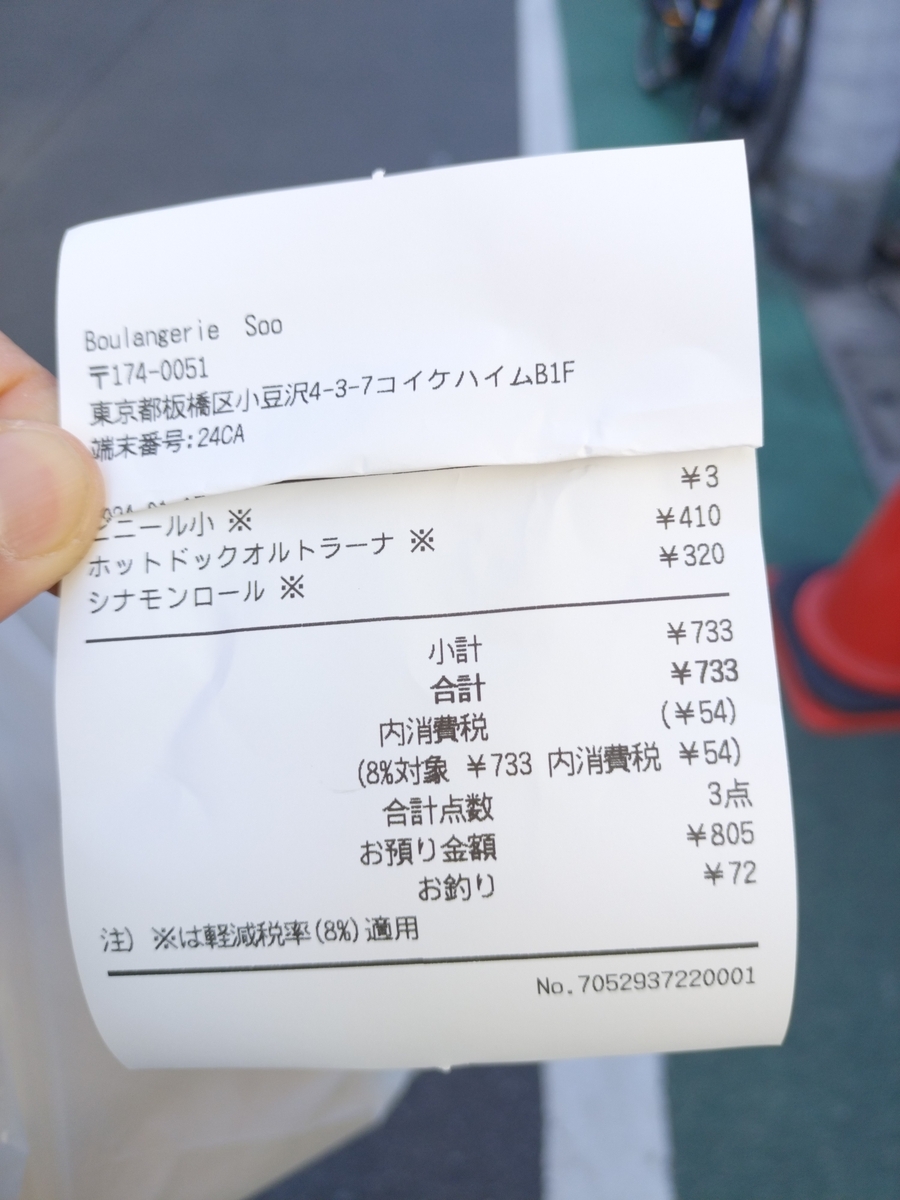 Boulangerie Soo
〒174-0051
東京都板橋区小豆沢4-3-7コイケハイムB1F
端末番号:24CA
ビニール小 ※ ¥3
ホットドックオルトラーナ ※ ¥410
シナモンロール ※ ¥320
小計 ¥733
合計 ¥733
内消費税 (¥54)
(8%対象 ¥733 内消費税 ¥54)
合計点数 3点
お預り金額 ¥805
お釣り ¥72
注) ※は軽減税率(8%)適用
No.7052937220001